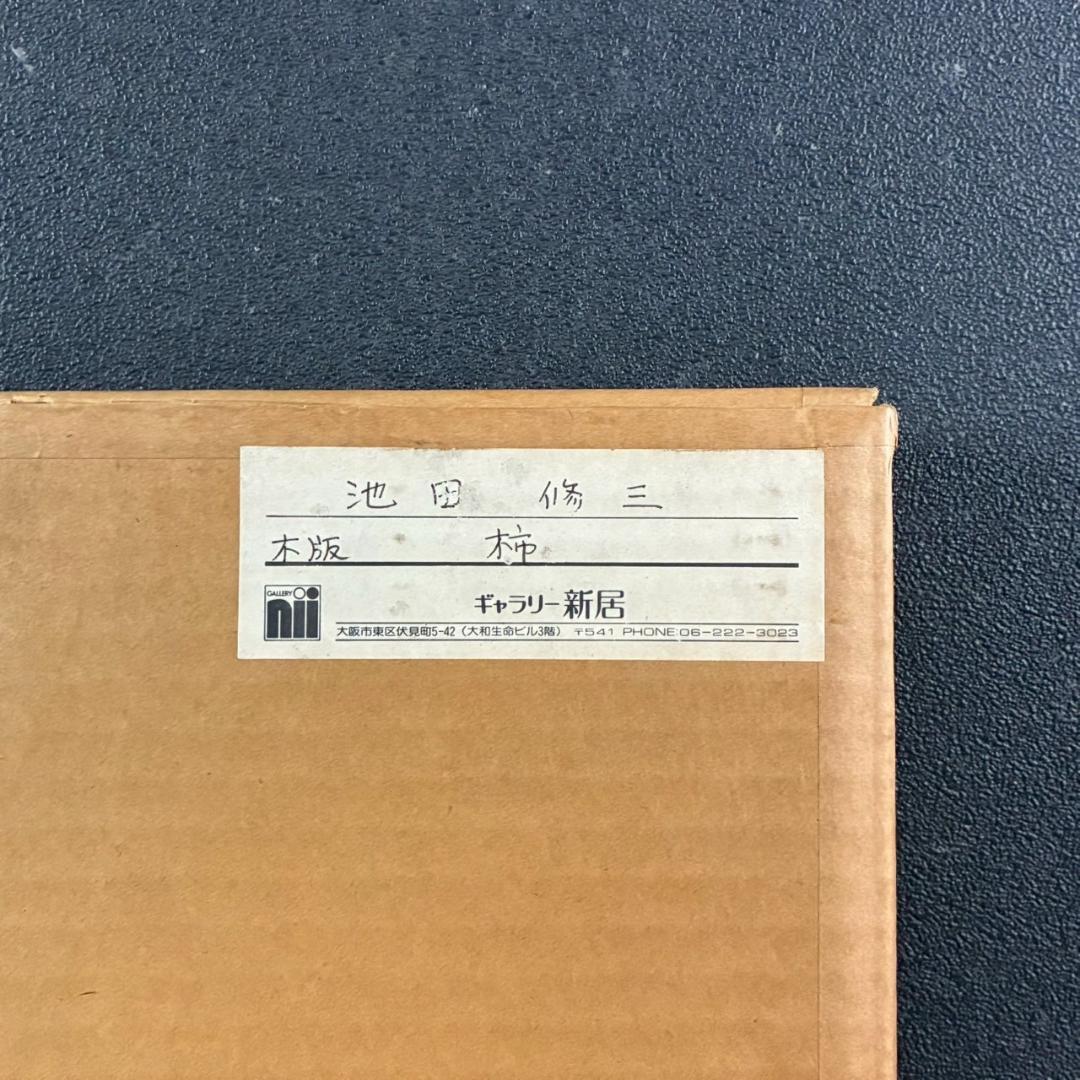 池田 修三
木版 柿
GALLERY nii
ギャラリー新居
大阪市東区伏見町5-42（大和生命ビル3階） 〒541 PHONE:06-222-3023